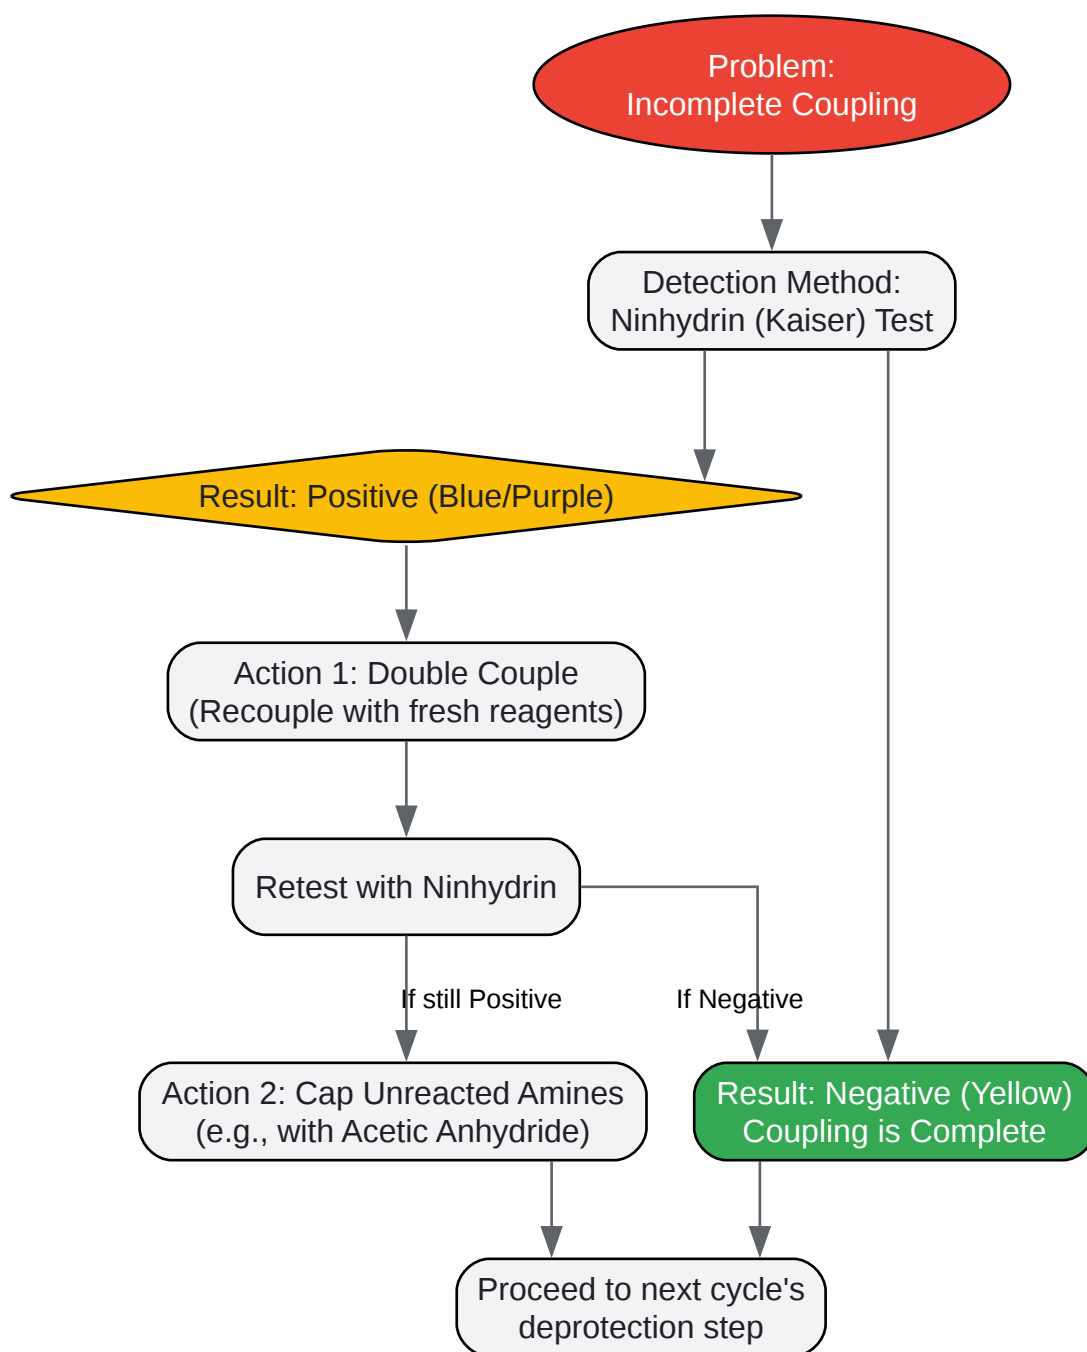 Problem:
Incomplete Coupling
Detection Method:
Ninhydrin (Kaiser) Test
Result: Positive (Blue/Purple)
Action 1: Double Couple
(Recouple with fresh reagents)
Retest with Ninhydrin
If still Positive
If Negative
Action 2: Cap Unreacted Amines
(e.g., with Acetic Anhydride)
Result: Negative (Yellow)
Coupling is Complete
Proceed to next cycle's
deprotection step